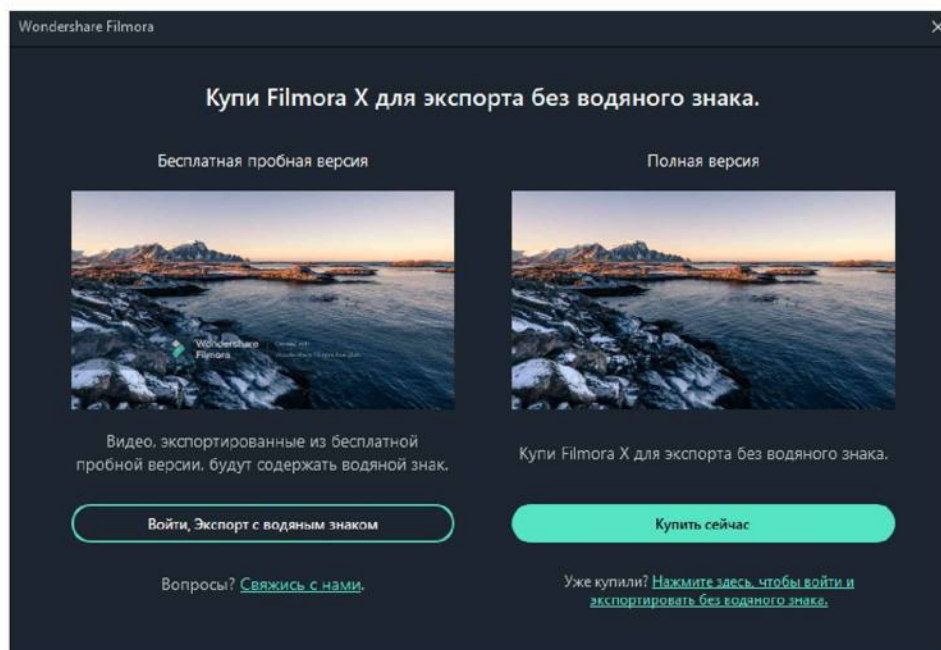 Wondershare Filmora
Купи Filmora X для экспорта без водяного знака.
Бесплатная пробная версия
Полная версия
Wondershare
Filmora
Видео, экспортированные из бесплатной
пробной версии, будут содержать водяной знак.
Купи Filmora X для экспорта без водяного знака.
Войти, Экспорт с водяным знаком
Купить сейчас
Вопросы? Свяжись с нами.
Уже купили? Нажмите здесь, чтобы войти и
экспортировать без водяного знака.